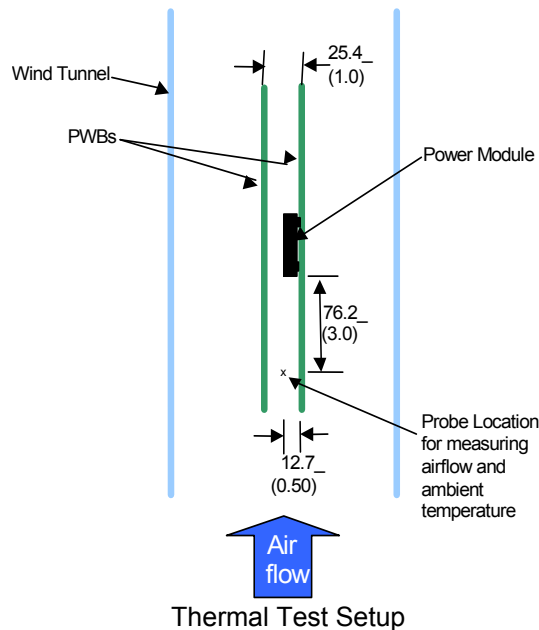 25.4_
(1.0)
Wind Tunnel
PWBs
Power Module
76.2_
(3.0)
x
Probe Location
for measuring
airflow and
ambient
temperature
12.7_
(0.50)
Air
flow
Thermal Test Setup